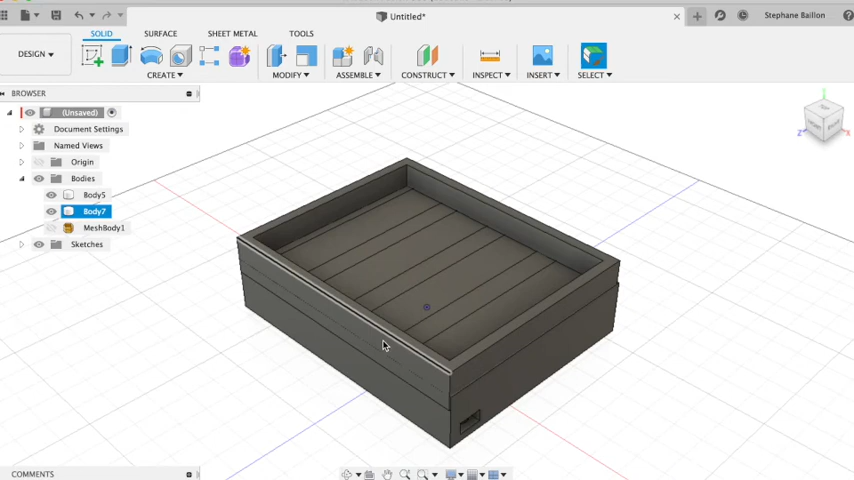 Untitled*
Stephane Baillon
SOLID SURFACE SHEET METAL TOOLS
DESIGN
CREATE MODIFY ASSEMBLE CONSTRUCT INSPECT INSERT SELECT
BROWSER
(Unsaved)
Document Settings
Named Views
Origin
Bodies
Body5
Body7
MeshBody1
Sketches
Z
X
COMMENTS